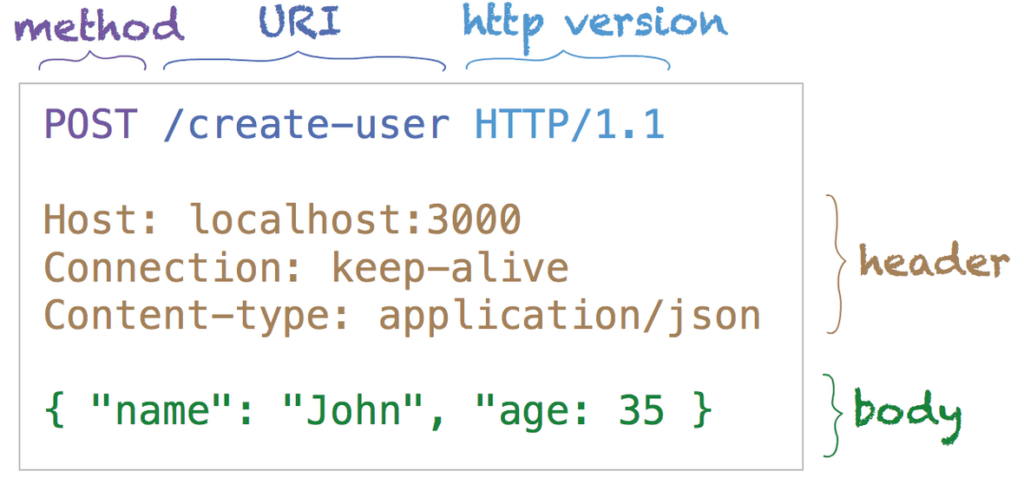 method URI http version
POST /create-user HTTP/1.1
Host: localhost:3000
Connection: keep-alive
header
Content-type: application/json
{ "name": "John", "age: 35 }
body